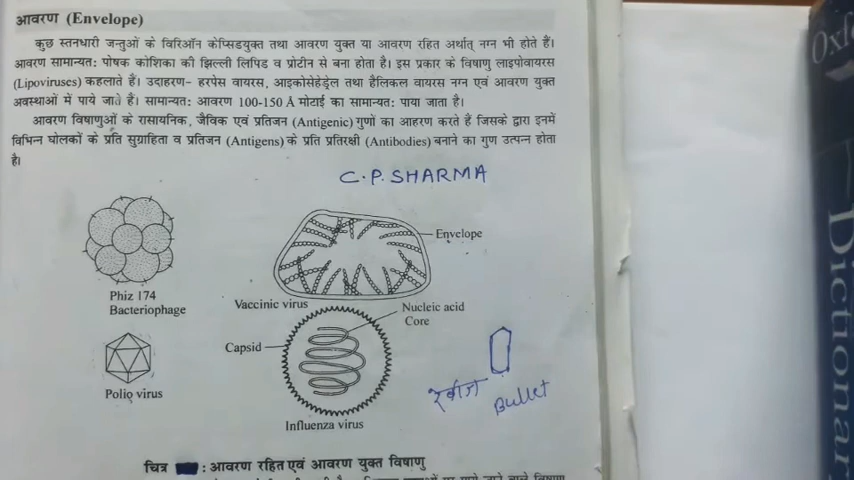 आवरण (Envelope)
कुछ स्तनधारी जन्तुओं के विरिऑन केप्सिडयुक्त तथा आवरण युक्त या आवरण रहित अर्थात् नग्न भी होते हैं।
आवरण सामान्यत: पोषक कोशिका की झिल्ली लिपिड व प्रोटीन से बना होता है। इस प्रकार के विषाणु लाइपोवायरस
(Lipoviruses) कहलाते हैं। उदाहरण- हरपेस वायरस, आइकोसेहेड्रेल तथा हैलिकल वायरस नग्न एवं आवरण युक्त
अवस्थाओं में पाये जाते हैं। सामान्यत: आवरण 100-150 Å मोटाई का सामान्यत: पाया जाता है।
आवरण विषाणुओं के रासायनिक, जैविक एवं प्रतिजन (Antigenic) गुणों का आहरण करते हैं जिसके द्वारा इनमें
विभिन्न घोलकों के प्रति सुग्राहिता व प्रतिजन (Antigens) के प्रति प्रतिरक्षी (Antibodies) बनाने का गुण उत्पन्न होता
है।
C.P. SHARMA
Envelope
Phiz 174
Bacteriophage
Vaccinic virus
Nucleic acid
Core
Capsid
Polio virus
रेबीज
Bullet
Influenza virus
चित्र : आवरण रहित एवं आवरण युक्त विषाणु
Oxfo
Dictionar